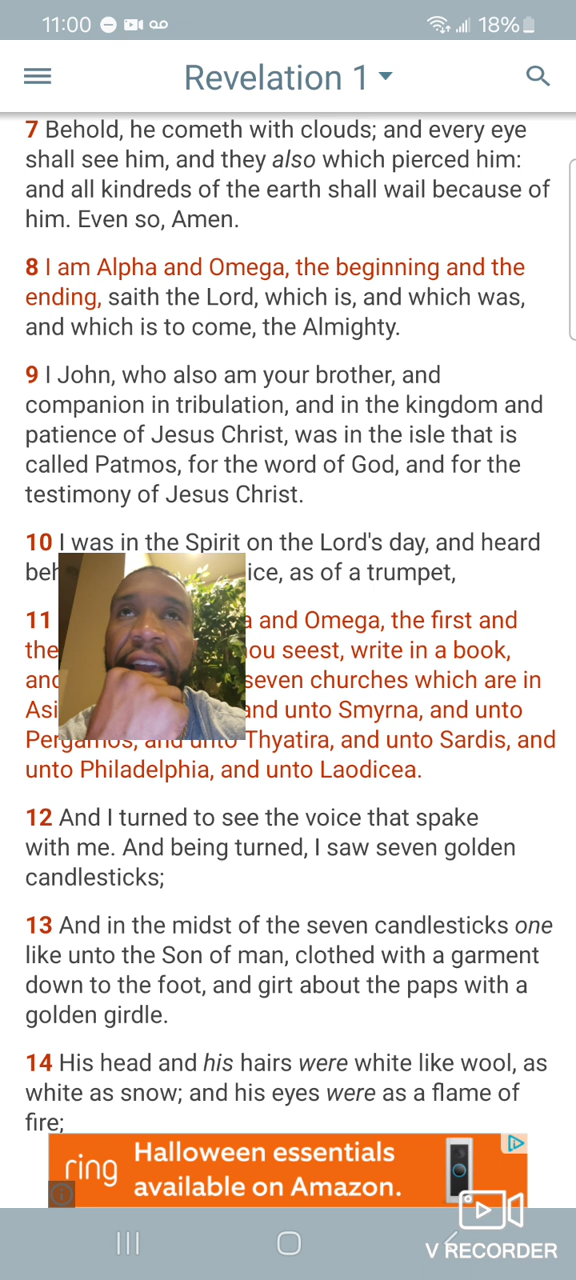 11:00
18%
Revelation 1
7 Behold, he cometh with clouds; and every eye
shall see him, and they also which pierced him:
and all kindreds of the earth shall wail because of
him. Even so, Amen.
8 I am Alpha and Omega, the beginning and the
ending, saith the Lord, which is, and which was,
and which is to come, the Almighty.
9 I John, who also am your brother, and
companion in tribulation, and in the kingdom and
patience of Jesus Christ, was in the isle that is
called Patmos, for the word of God, and for the
testimony of Jesus Christ.
10 I was in the Spirit on the Lord's day, and heard
as of a trumpet,
11 and Omega, the first and
seest, write in a book,
seven churches which are in
and unto Smyrna, and unto
Pergamos, and unto Thyatira, and unto Sardis, and
unto Philadelphia, and unto Laodicea.
12 And I turned to see the voice that spake
with me. And being turned, I saw seven golden
candlesticks;
13 And in the midst of the seven candlesticks one
like unto the Son of man, clothed with a garment
down to the foot, and girt about the paps with a
golden girdle.
14 His head and his hairs were white like wool, as
white as snow; and his eyes were as a flame of
fire;
ring
Halloween essentials
available on Amazon.
V RECORDER